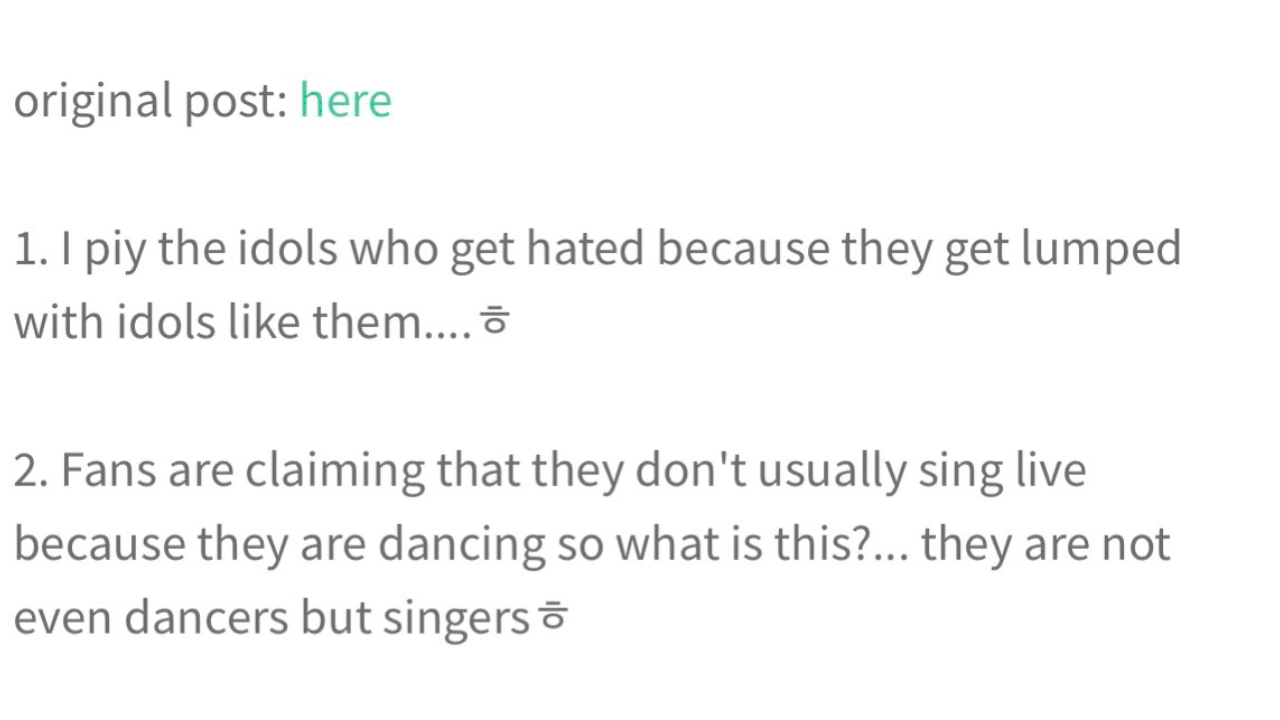 original post: here
1. I piy the idols who get hated because they get lumped
with idols like them....ㅎ
2. Fans are claiming that they don't usually sing live
because they are dancing so what is this?... they are not
even dancers but singersㅎ